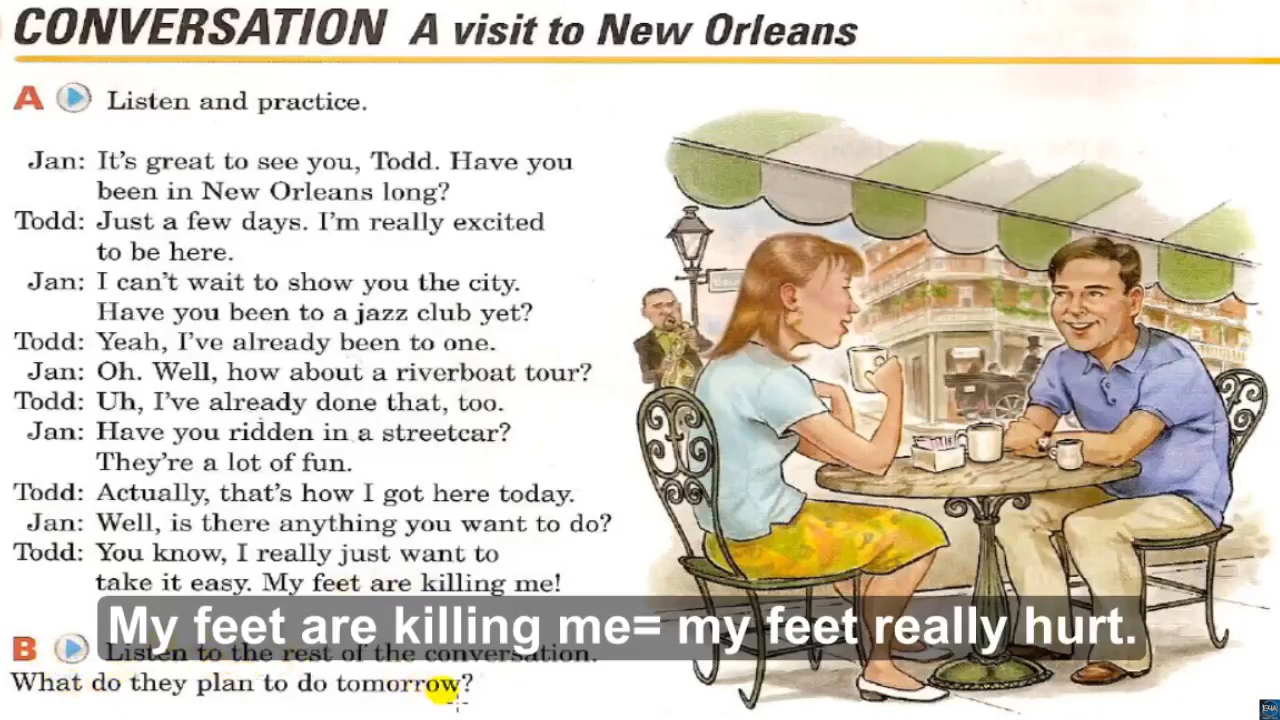 CONVERSATION A visit to New Orleans
A Listen and practice.
Jan: It's great to see you, Todd. Have you
been in New Orleans long?
Todd: Just a few days. I'm really excited
to be here.
Jan: I can't wait to show you the city.
Have you been to a jazz club yet?
Todd: Yeah, I've already been to one.
Jan: Oh. Well, how about a riverboat tour?
Todd: Uh, I've already done that, too.
Jan: Have you ridden in a streetcar?
They're a lot of fun.
Todd: Actually, that's how I got here today.
Jan: Well, is there anything you want to do?
Todd: You know, I really just want to
take it easy. My feet are killing me!
My feet are killing me= my feet really hurt.
B Listen to the rest of the conversation.
What do they plan to do tomorrow?